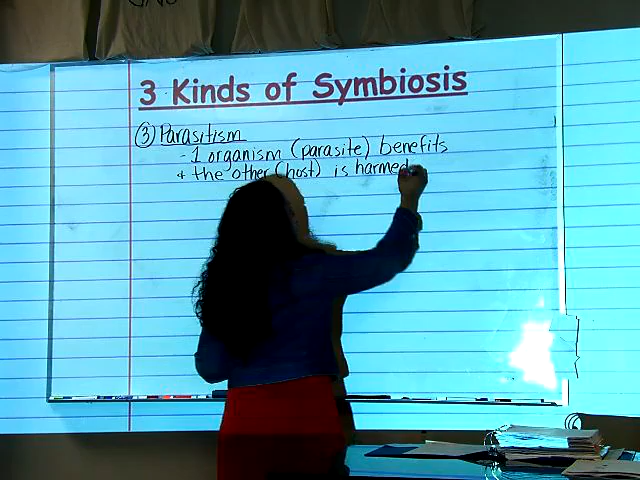 3 Kinds of Symbiosis
③ Parasitism
- 1 organism (parasite) benefits
+ the other (host) is harmed